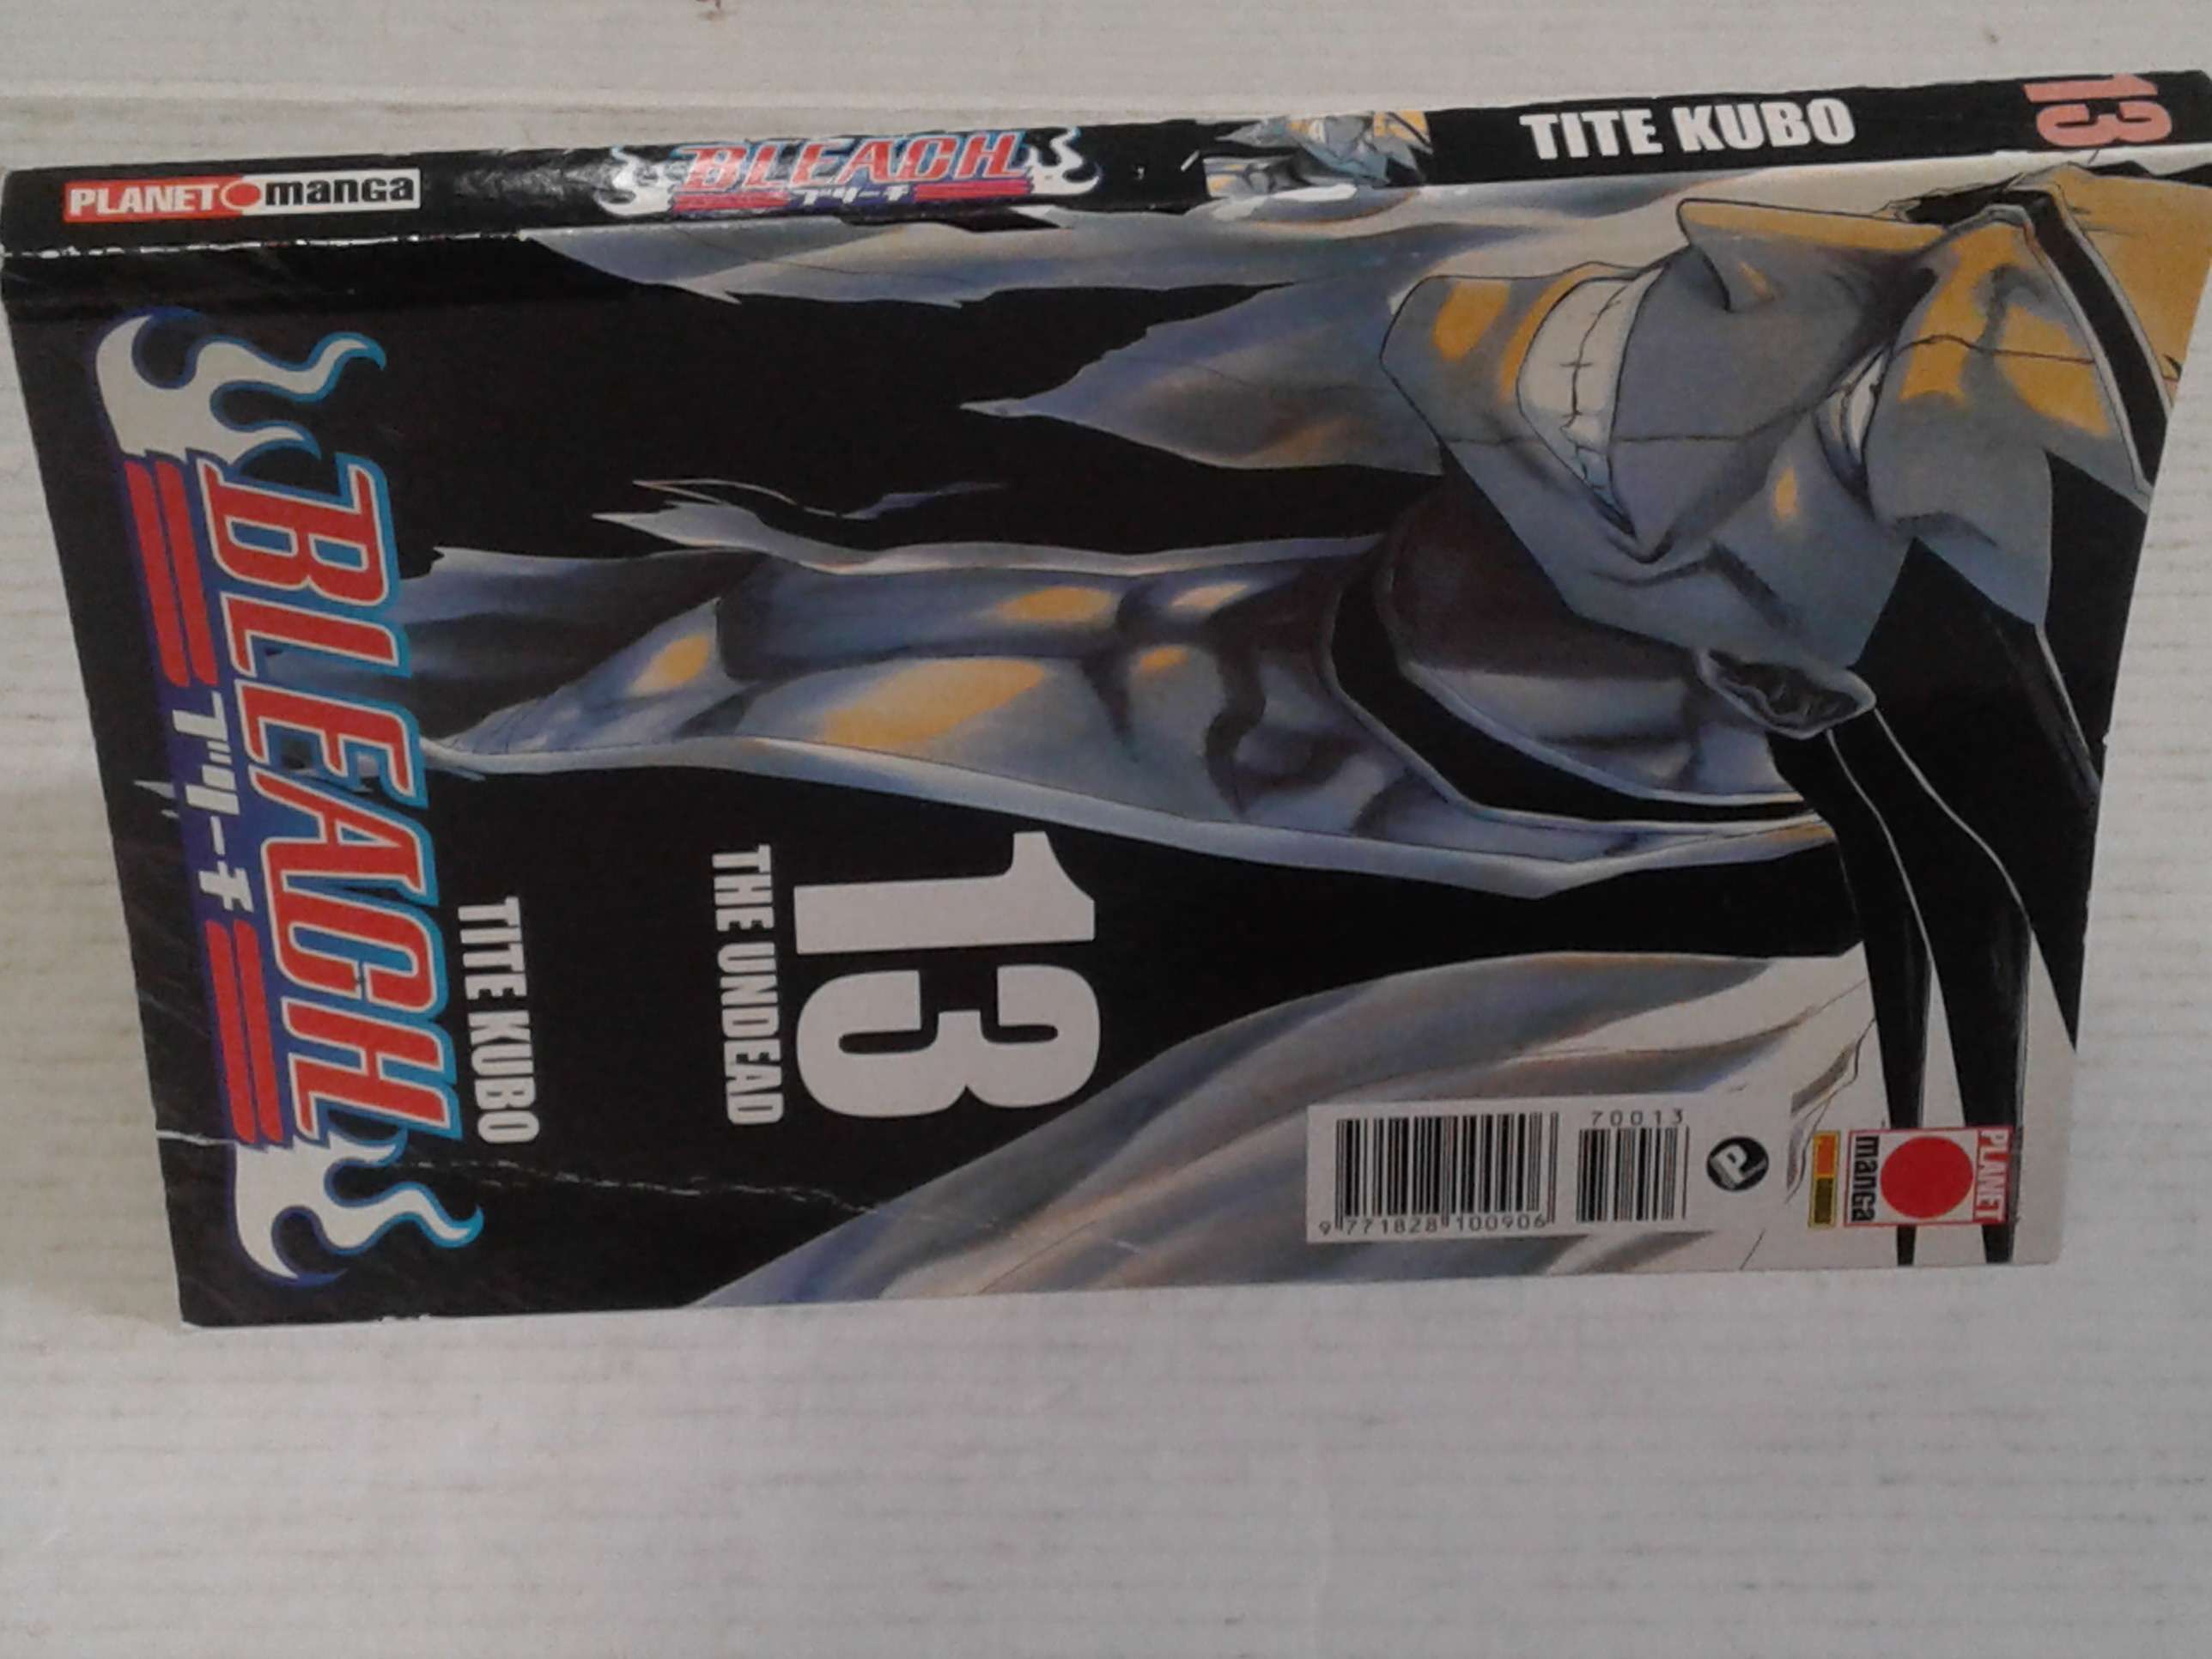 PLANET manga
BLEACH
ブリーチ
TITE KUBO
13
BLEACH
ブリーチ
TITE KUBO
13
THE UNDEAD
70013
9 771828 100906
PLANET
manga